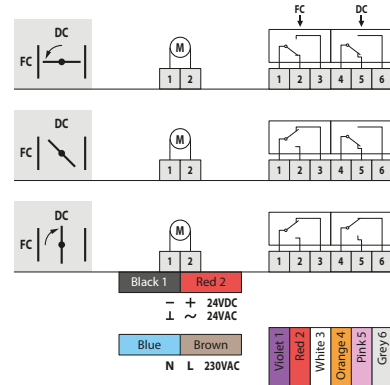 FC DC
DC
FC
M
1 2
1 2 3 4 5 6
DC
FC
M
1 2
1 2 3 4 5 6
DC
FC
M
1 2
1 2 3 4 5 6
Black 1 Red 2
− + 24VDC
⊥ ~ 24VAC
Blue Brown
N L 230VAC
Violet 1
Red 2
White 3
Orange 4
Pink 5
Grey 6